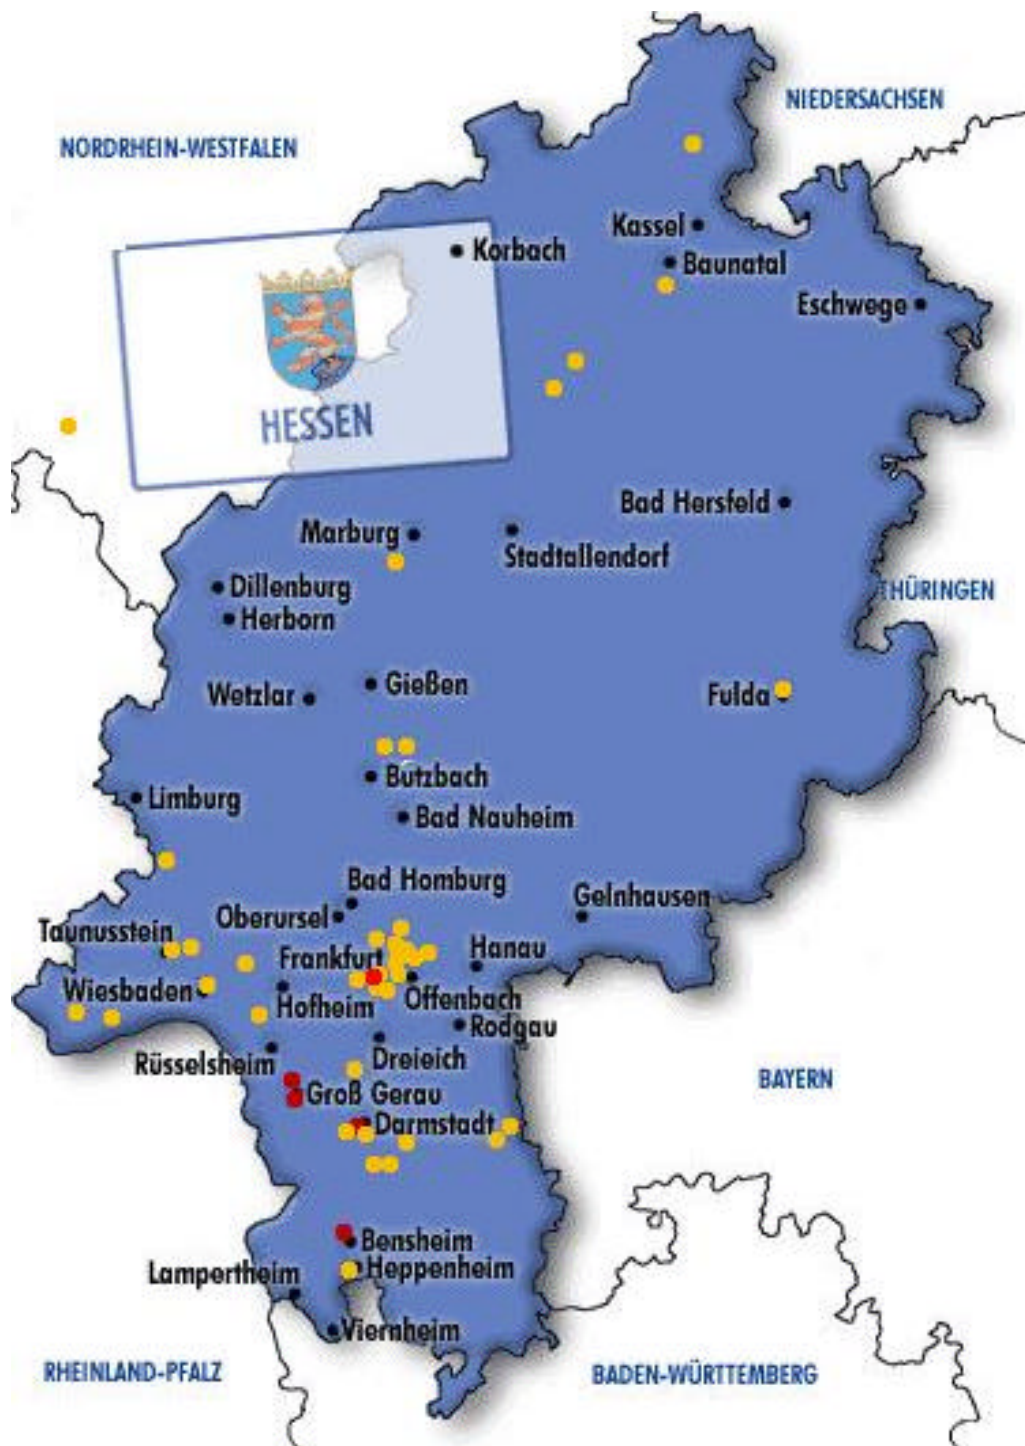 NIEDERSACHSEN
NORDRHEIN-WESTFALEN
Kassel
Korbach
Baunatal
Eschwege
HESSEN
Bad Hersfeld
Marburg
Stadtallendorf
Dillenburg
THÜRINGEN
Herborn
Gießen
Wetzlar
Fulda
Butzbach
Limburg
Bad Nauheim
Bad Homburg
Gelnhausen
Oberursel
Taunusstein
Hanau
Frankfurt
Wiesbaden
Offenbach
Hofheim
Rodgau
Dreieich
Rüsselsheim
BAYERN
Groß Gerau
Darmstadt
Bensheim
Heppenheim
Lampertheim
Viernheim
RHEINLAND-PFALZ
BADEN-WÜRTTEMBERG